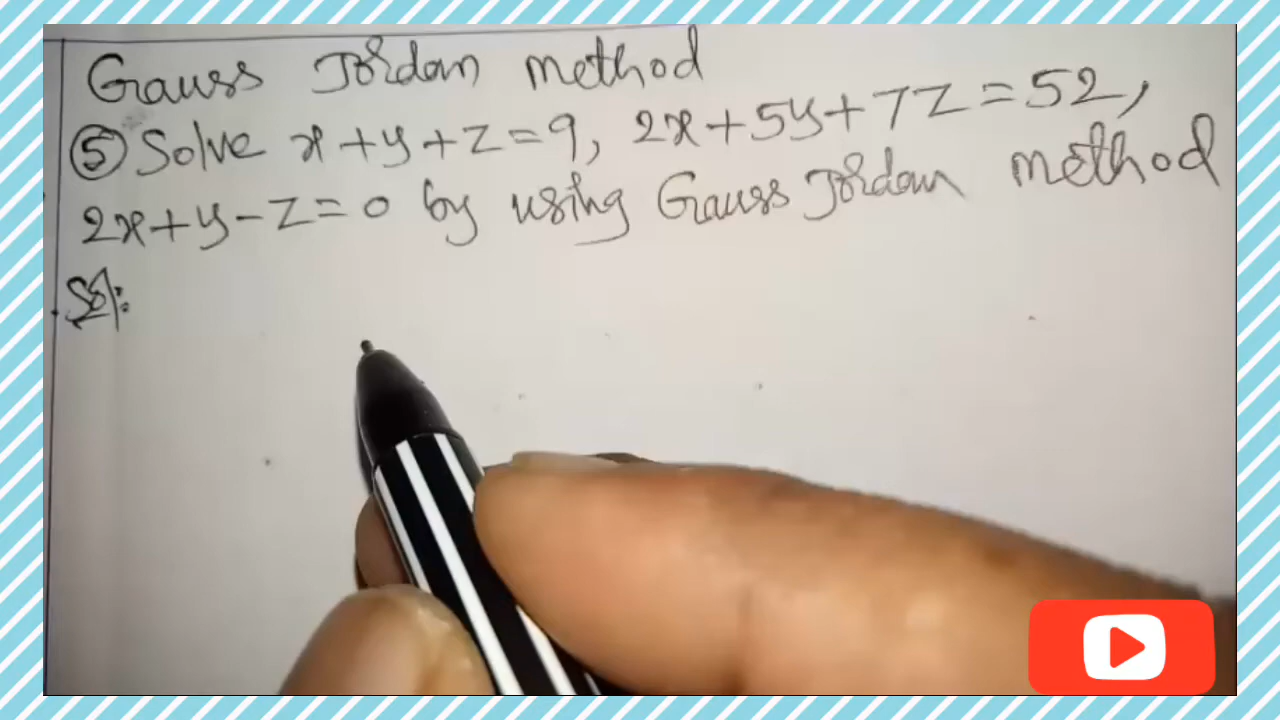 Gauss Jordan method
⑤ Solve x+y+z=9, 2x+5y+7z=52,
2x+y-z=0 by using Gauss Jordan method
Sol: